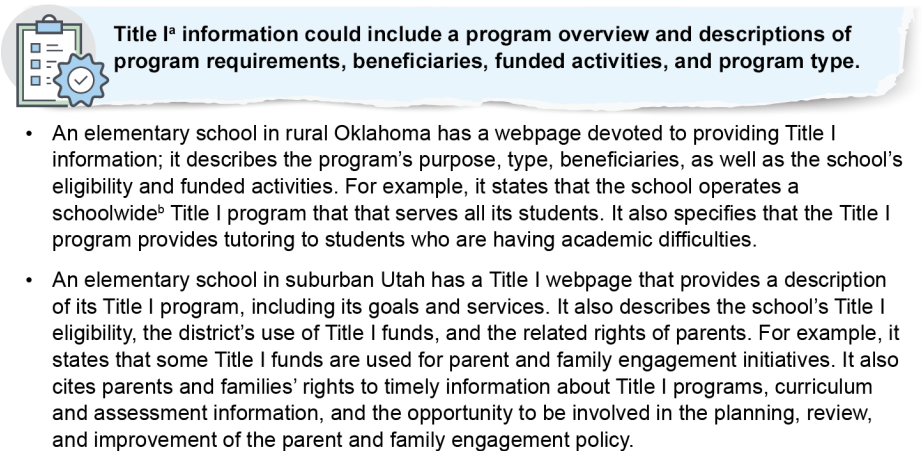 Title Iᵃ information could include a program overview and descriptions of
program requirements, beneficiaries, funded activities, and program type.
• An elementary school in rural Oklahoma has a webpage devoted to providing Title I
information; it describes the program’s purpose, type, beneficiaries, as well as the school’s
eligibility and funded activities. For example, it states that the school operates a
schoolwideᵇ Title I program that that serves all its students. It also specifies that the Title I
program provides tutoring to students who are having academic difficulties.
• An elementary school in suburban Utah has a Title I webpage that provides a description
of its Title I program, including its goals and services. It also describes the school’s Title I
eligibility, the district’s use of Title I funds, and the related rights of parents. For example, it
states that some Title I funds are used for parent and family engagement initiatives. It also
cites parents and families’ rights to timely information about Title I programs, curriculum
and assessment information, and the opportunity to be involved in the planning, review,
and improvement of the parent and family engagement policy.